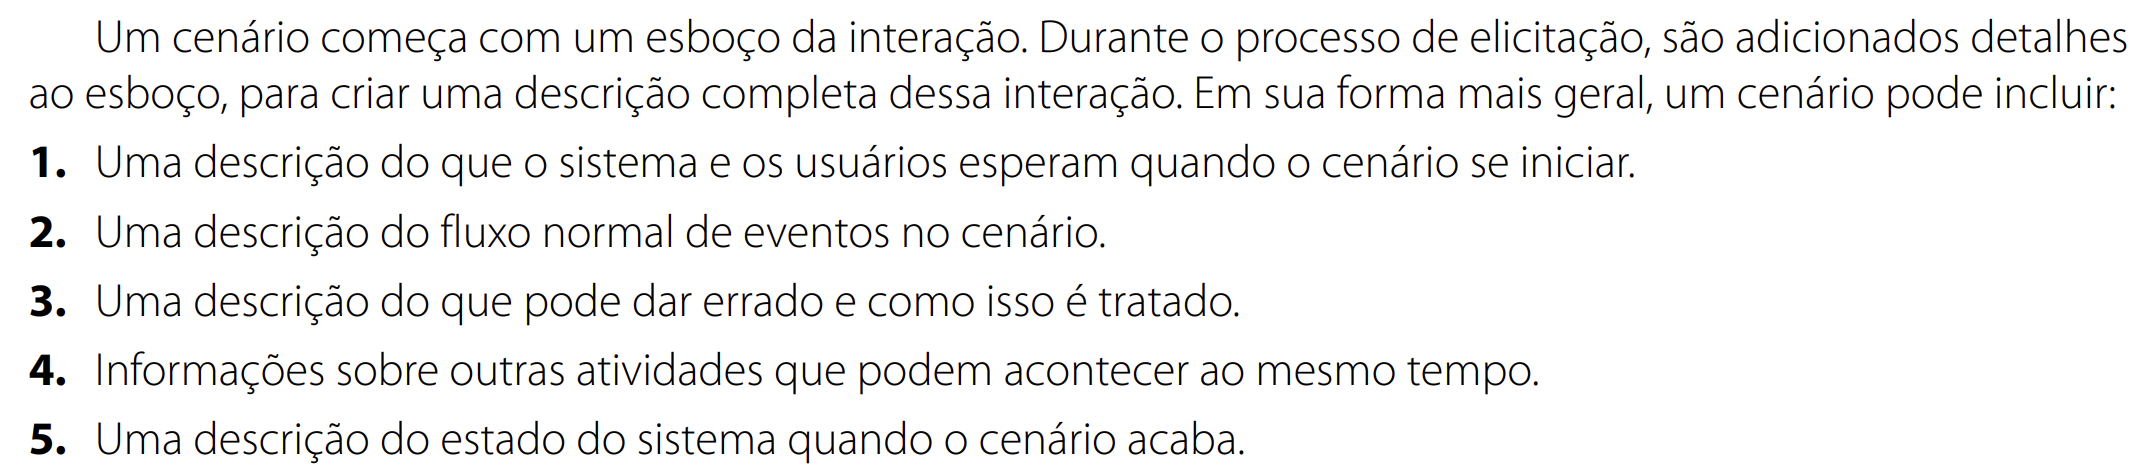 Um cenário começa com um esboço da interação. Durante o processo de elicitação, são adicionados detalhes
ao esboço, para criar uma descrição completa dessa interação. Em sua forma mais geral, um cenário pode incluir:
1. Uma descrição do que o sistema e os usuários esperam quando o cenário se iniciar.
2. Uma descrição do fluxo normal de eventos no cenário.
3. Uma descrição do que pode dar errado e como isso é tratado.
4. Informações sobre outras atividades que podem acontecer ao mesmo tempo.
5. Uma descrição do estado do sistema quando o cenário acaba.